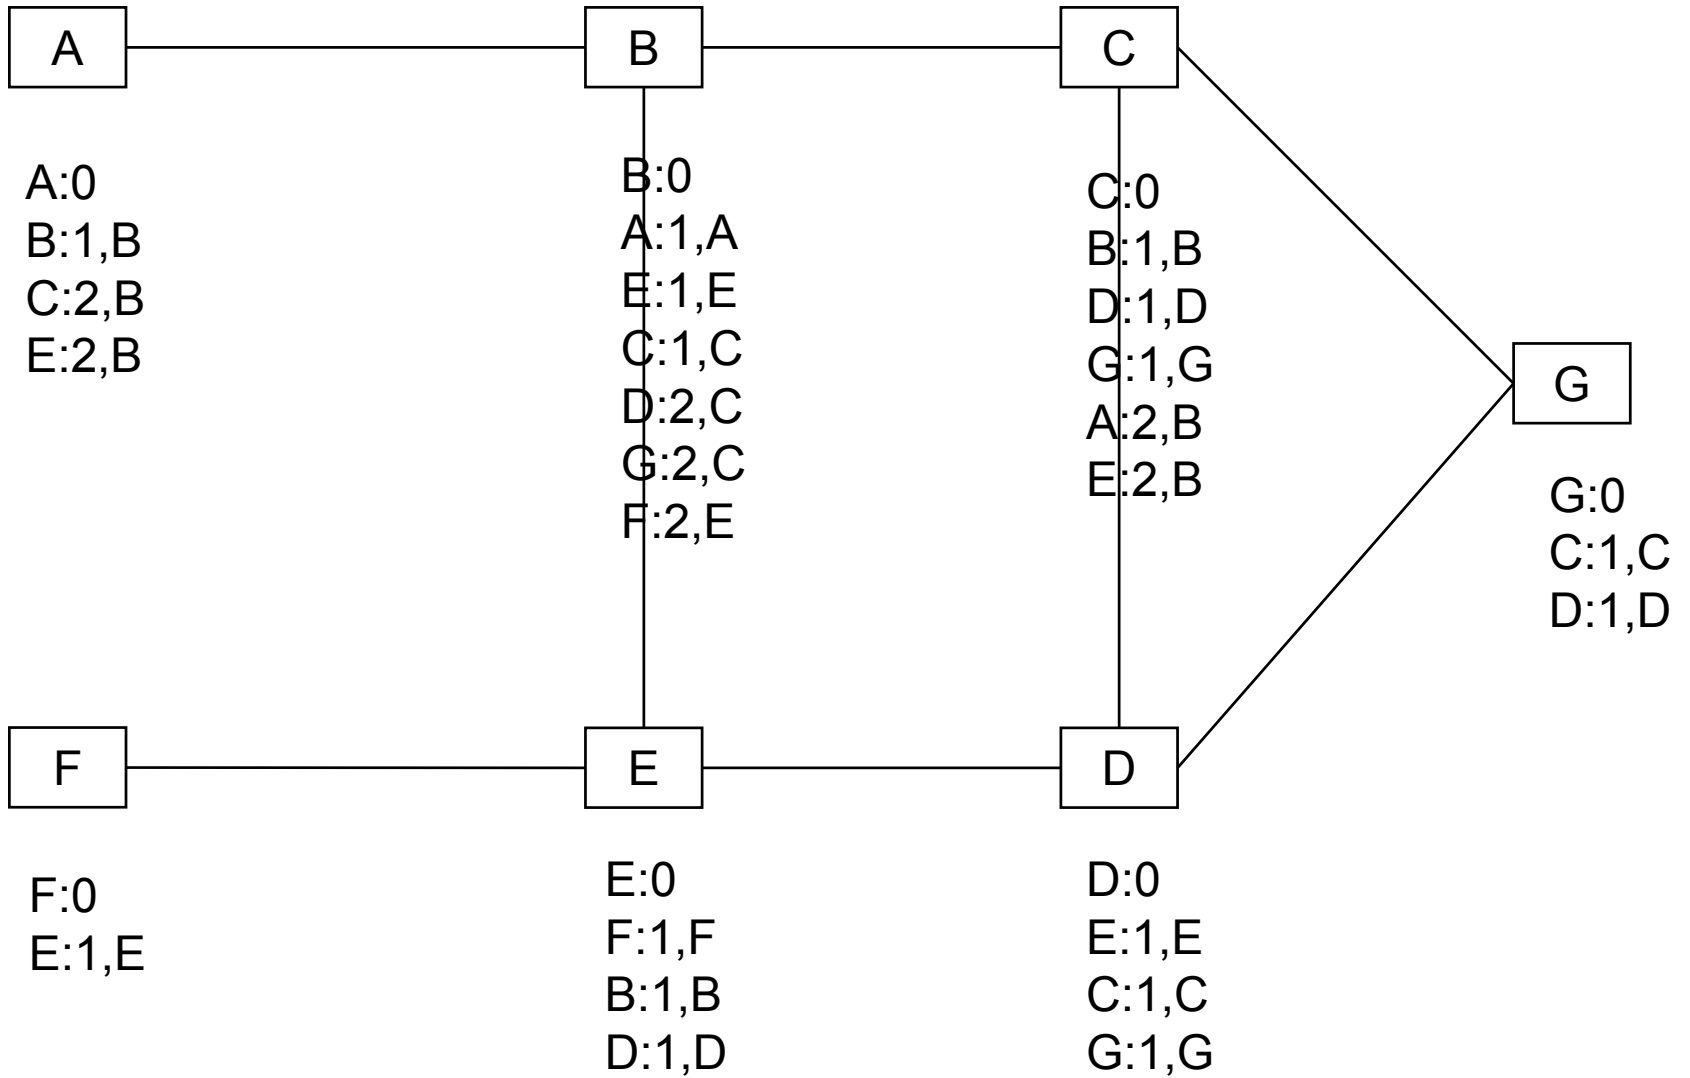 A
B
C
A:0
B:1,B
C:2,B
E:2,B
B:0
A:1,A
E:1,E
C:1,C
D:2,C
G:2,C
F:2,E
C:0
B:1,B
D:1,D
G:1,G
A:2,B
E:2,B
G
G:0
C:1,C
D:1,D
F
E
D
F:0
E:1,E
E:0
F:1,F
B:1,B
D:1,D
D:0
E:1,E
C:1,C
G:1,G